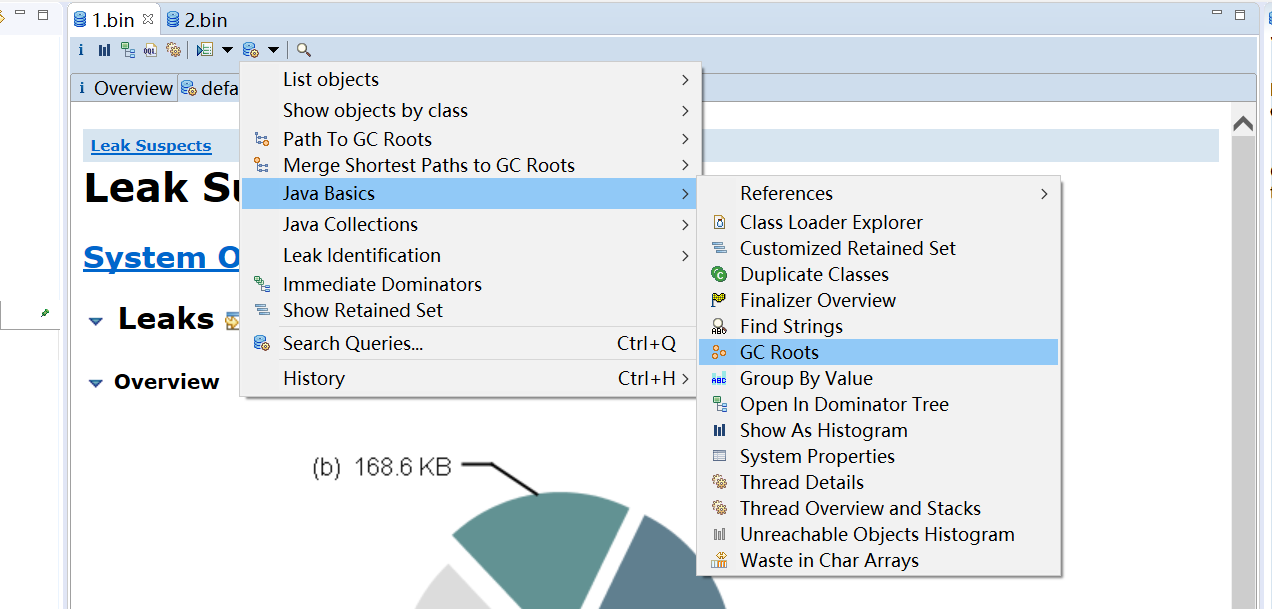 1.bin
2.bin
Overview
defa
Leak Suspects
Leak Su
System O
Leaks
Overview
(b) 168.6 KB
List objects
Show objects by class
Path To GC Roots
Merge Shortest Paths to GC Roots
Java Basics
Java Collections
Leak Identification
Immediate Dominators
Show Retained Set
Search Queries... Ctrl+Q
History Ctrl+H
References
Class Loader Explorer
Customized Retained Set
Duplicate Classes
Finalizer Overview
Find Strings
GC Roots
Group By Value
Open In Dominator Tree
Show As Histogram
System Properties
Thread Details
Thread Overview and Stacks
Unreachable Objects Histogram
Waste in Char Arrays